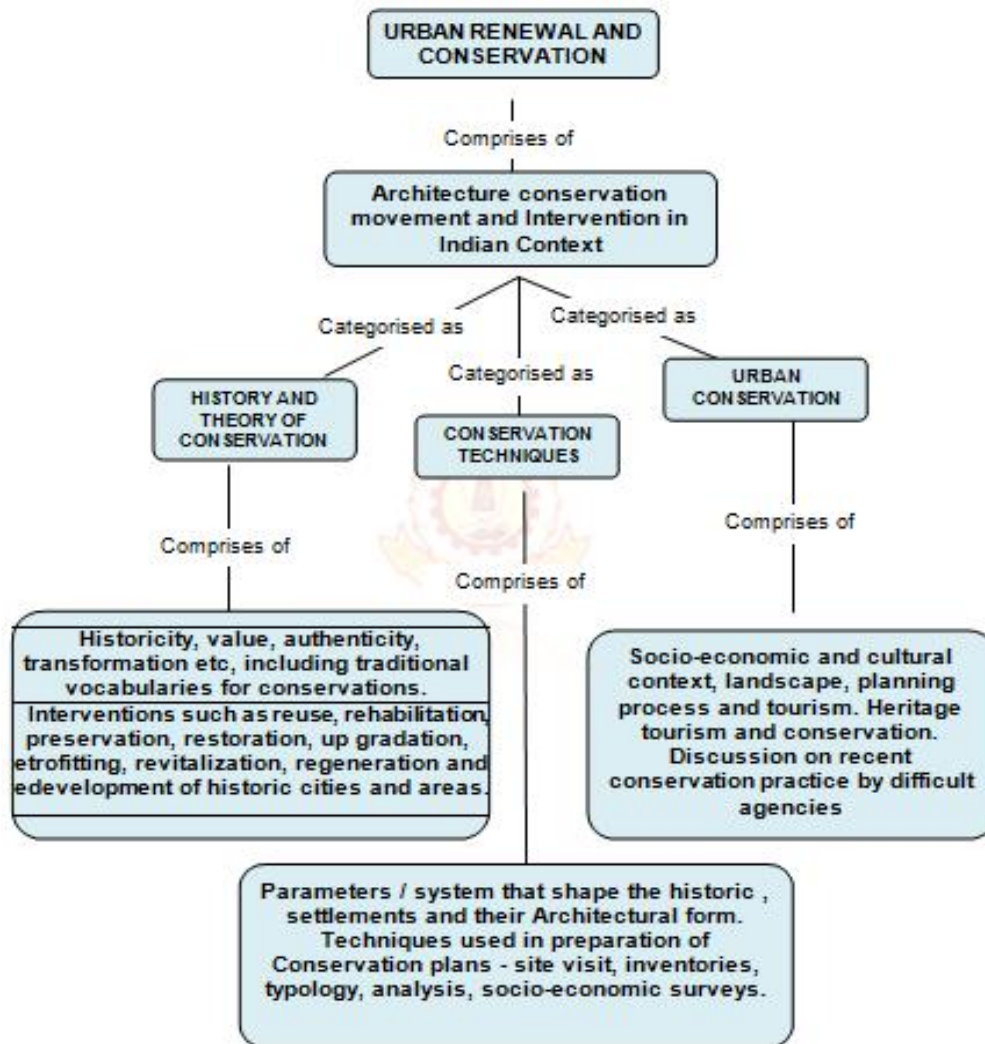 URBAN RENEWAL AND
CONSERVATION
Comprises of
Architecture conservation
movement and Intervention in
Indian Context
Categorised as
Categorised as
Categorised as
HISTORY AND
THEORY OF
CONSERVATION
CONSERVATION
TECHNIQUES
URBAN
CONSERVATION
Comprises of
Comprises of
Comprises of
Historicity, value, authenticity,
transformation etc, including traditional
vocabularies for conservations.
Interventions such as reuse, rehabilitation,
preservation, restoration, up gradation,
etrofitting, revitalization, regeneration and
edevelopment of historic cities and areas.
Socio-economic and cultural
context, landscape, planning
process and tourism. Heritage
tourism and conservation.
Discussion on recent
conservation practice by difficult
agencies
Parameters / system that shape the historic ,
settlements and their Architectural form.
Techniques used in preparation of
Conservation plans - site visit, inventories,
typology, analysis, socio-economic surveys.